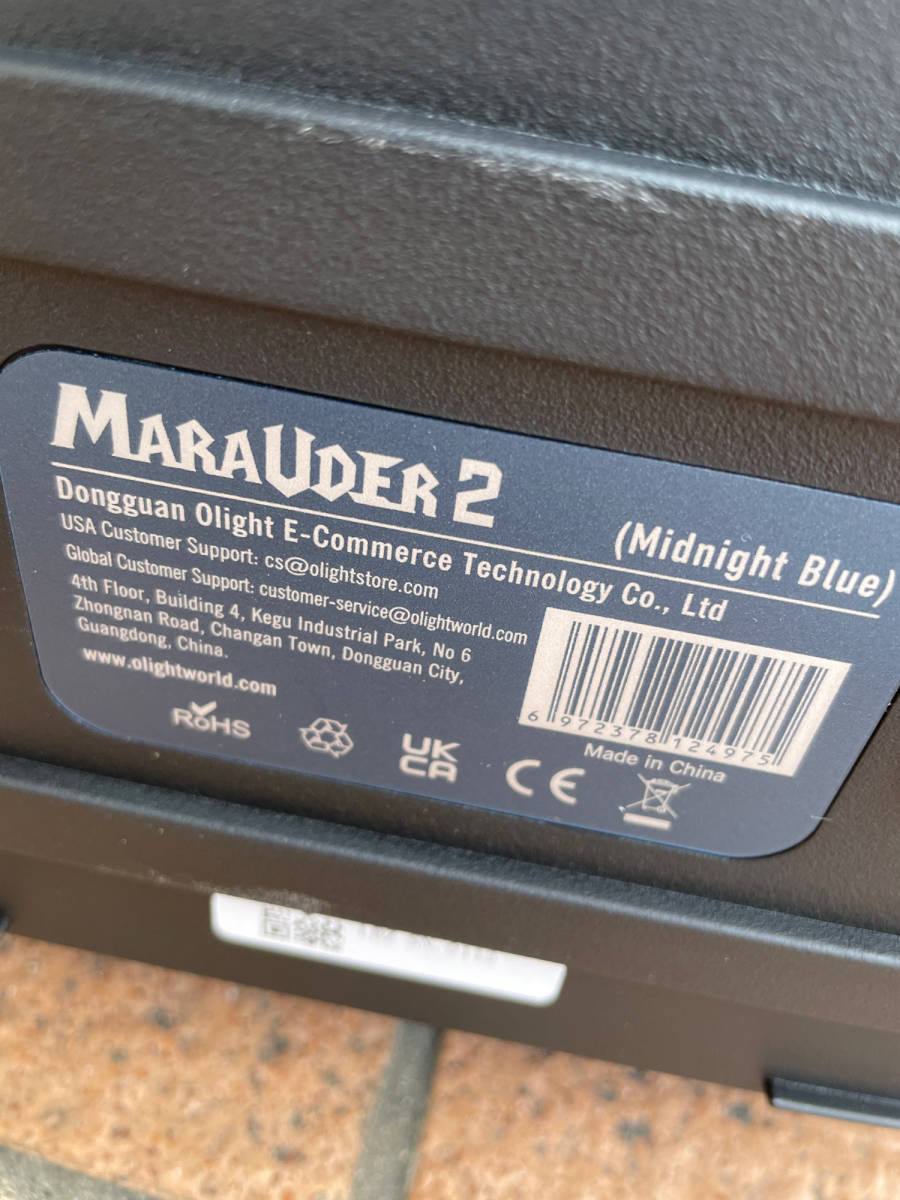 MARAUDER 2
(Midnight Blue)
Dongguan Olight E-Commerce Technology Co., Ltd
USA Customer Support: cs@olightstore.com
Global Customer Support: customer-service@olightworld.com
4th Floor, Building 4, Kegu Industrial Park, No 6
Zhongnan Road, Changan Town, Dongguan City,
Guangdong, China.
www.olightworld.com
6 972378 124975
Made in China
RoHS
UK
CA
CE